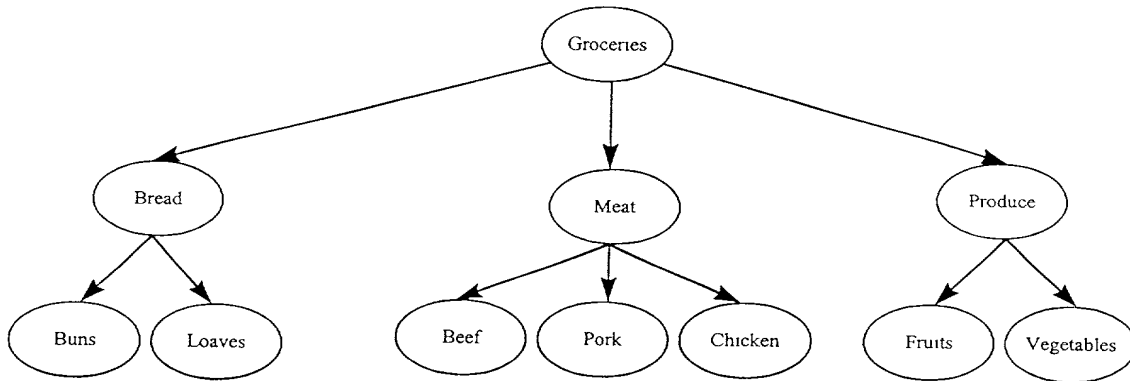 Groceries
Bread
Meat
Produce
Buns
Loaves
Beef
Pork
Chicken
Fruits
Vegetables